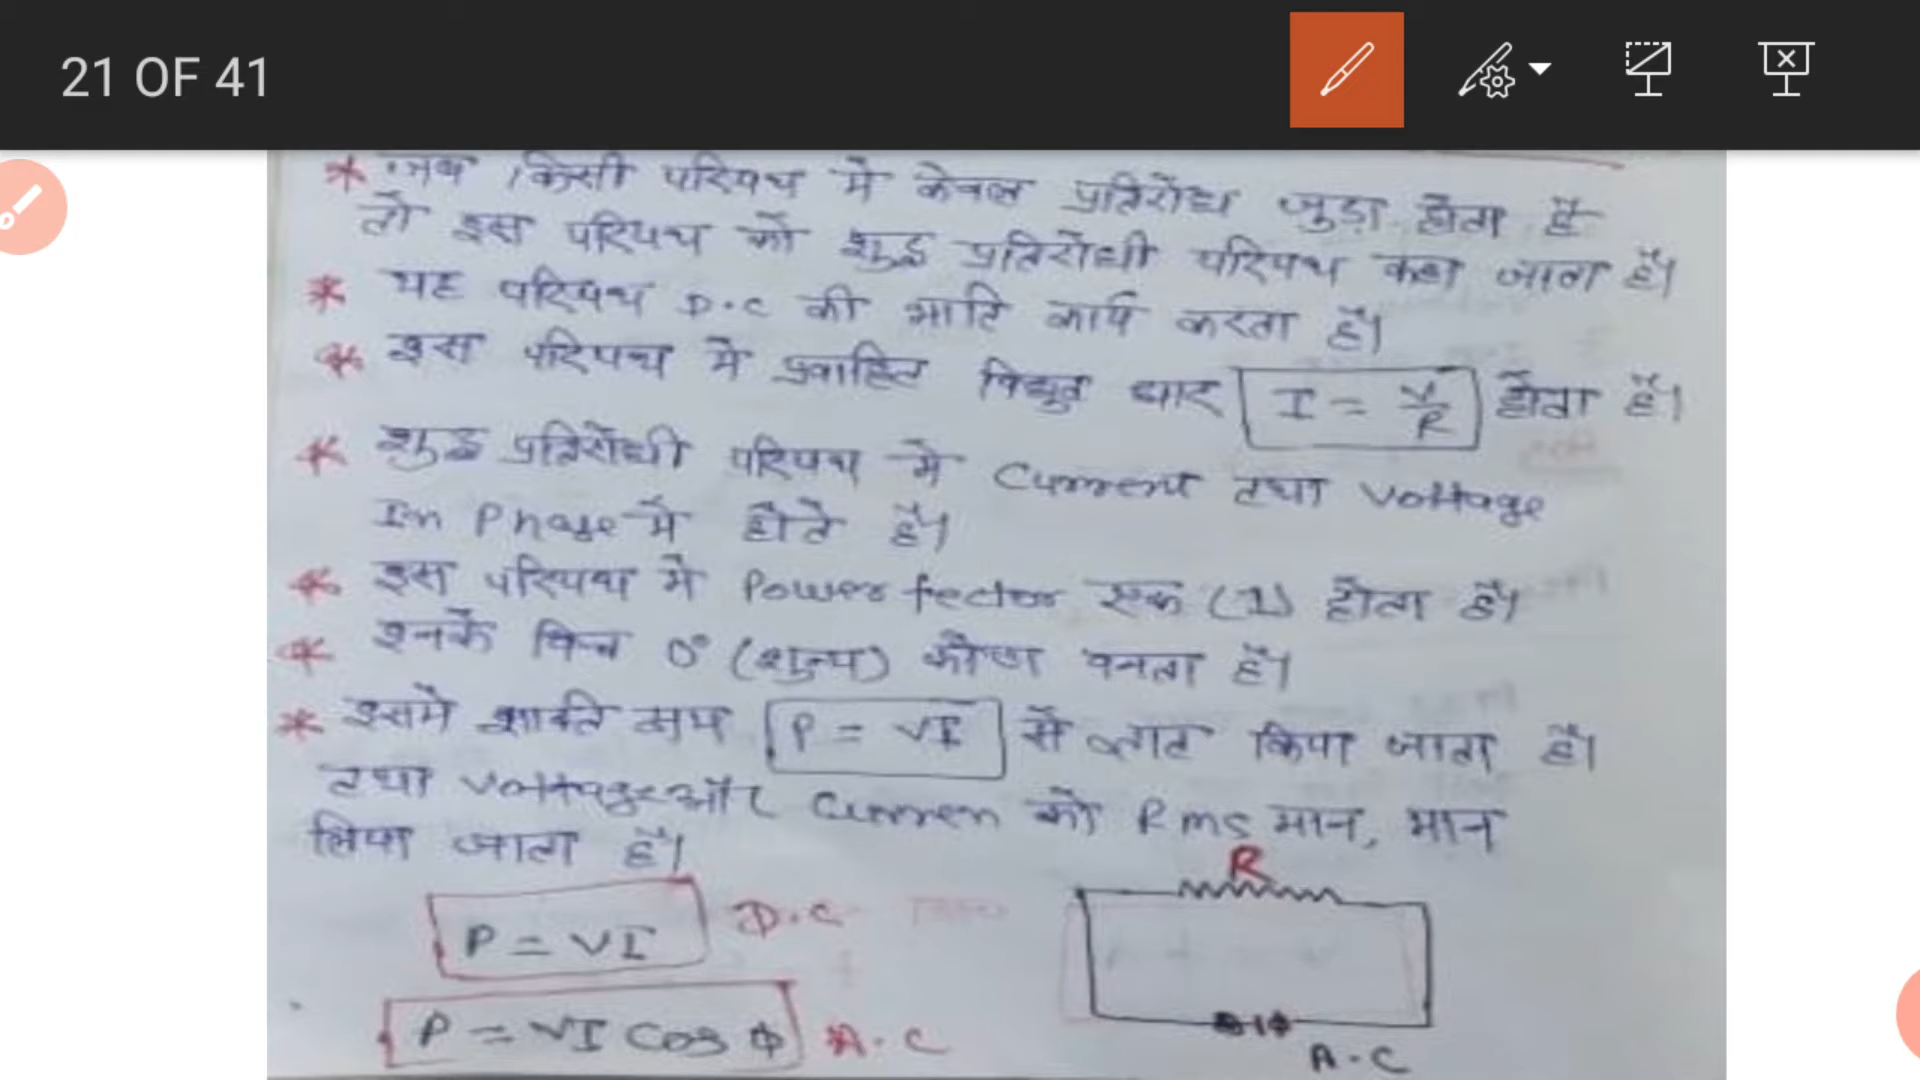 21 OF 41
* जब किसी परिपथ में केवल प्रतिरोध जुड़ा होता है
तो इस परिपथ को शुद्ध प्रतिरोधी परिपथ कहा जाता है।
* यह परिपथ D.C की भाति कार्य करता है।
* इस परिपथ में प्रवाहित विद्युत धार I = V/R होता है।
* शुद्ध प्रतिरोधी परिपथ में Current तथा Voltage
In Phase में होते है।
* इस परिपथ में Power fector एक (1) होता है।
* इनके विच 0° (शुन्य) कोण बनता है।
* इसमें शक्ति P = VI से किया जाता है।
तथा Voltage और Curren को Rms मान, मान
लिया जाता है।
P = VI D.C
P = VI Cos ϕ A.C
R
A.C